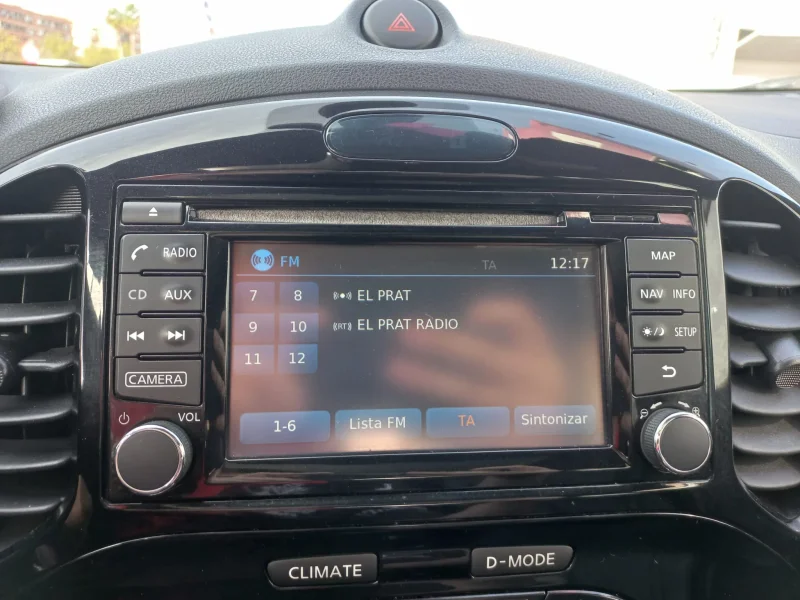 RADIO
CD AUX
CAMERA
VOL
FM TA 12:17
7 8 EL PRAT
9 10 (RT) EL PRAT RADIO
11 12
1-6 Lista FM TA Sintonizar
MAP
NAV INFO
SETUP
CLIMATE D-MODE